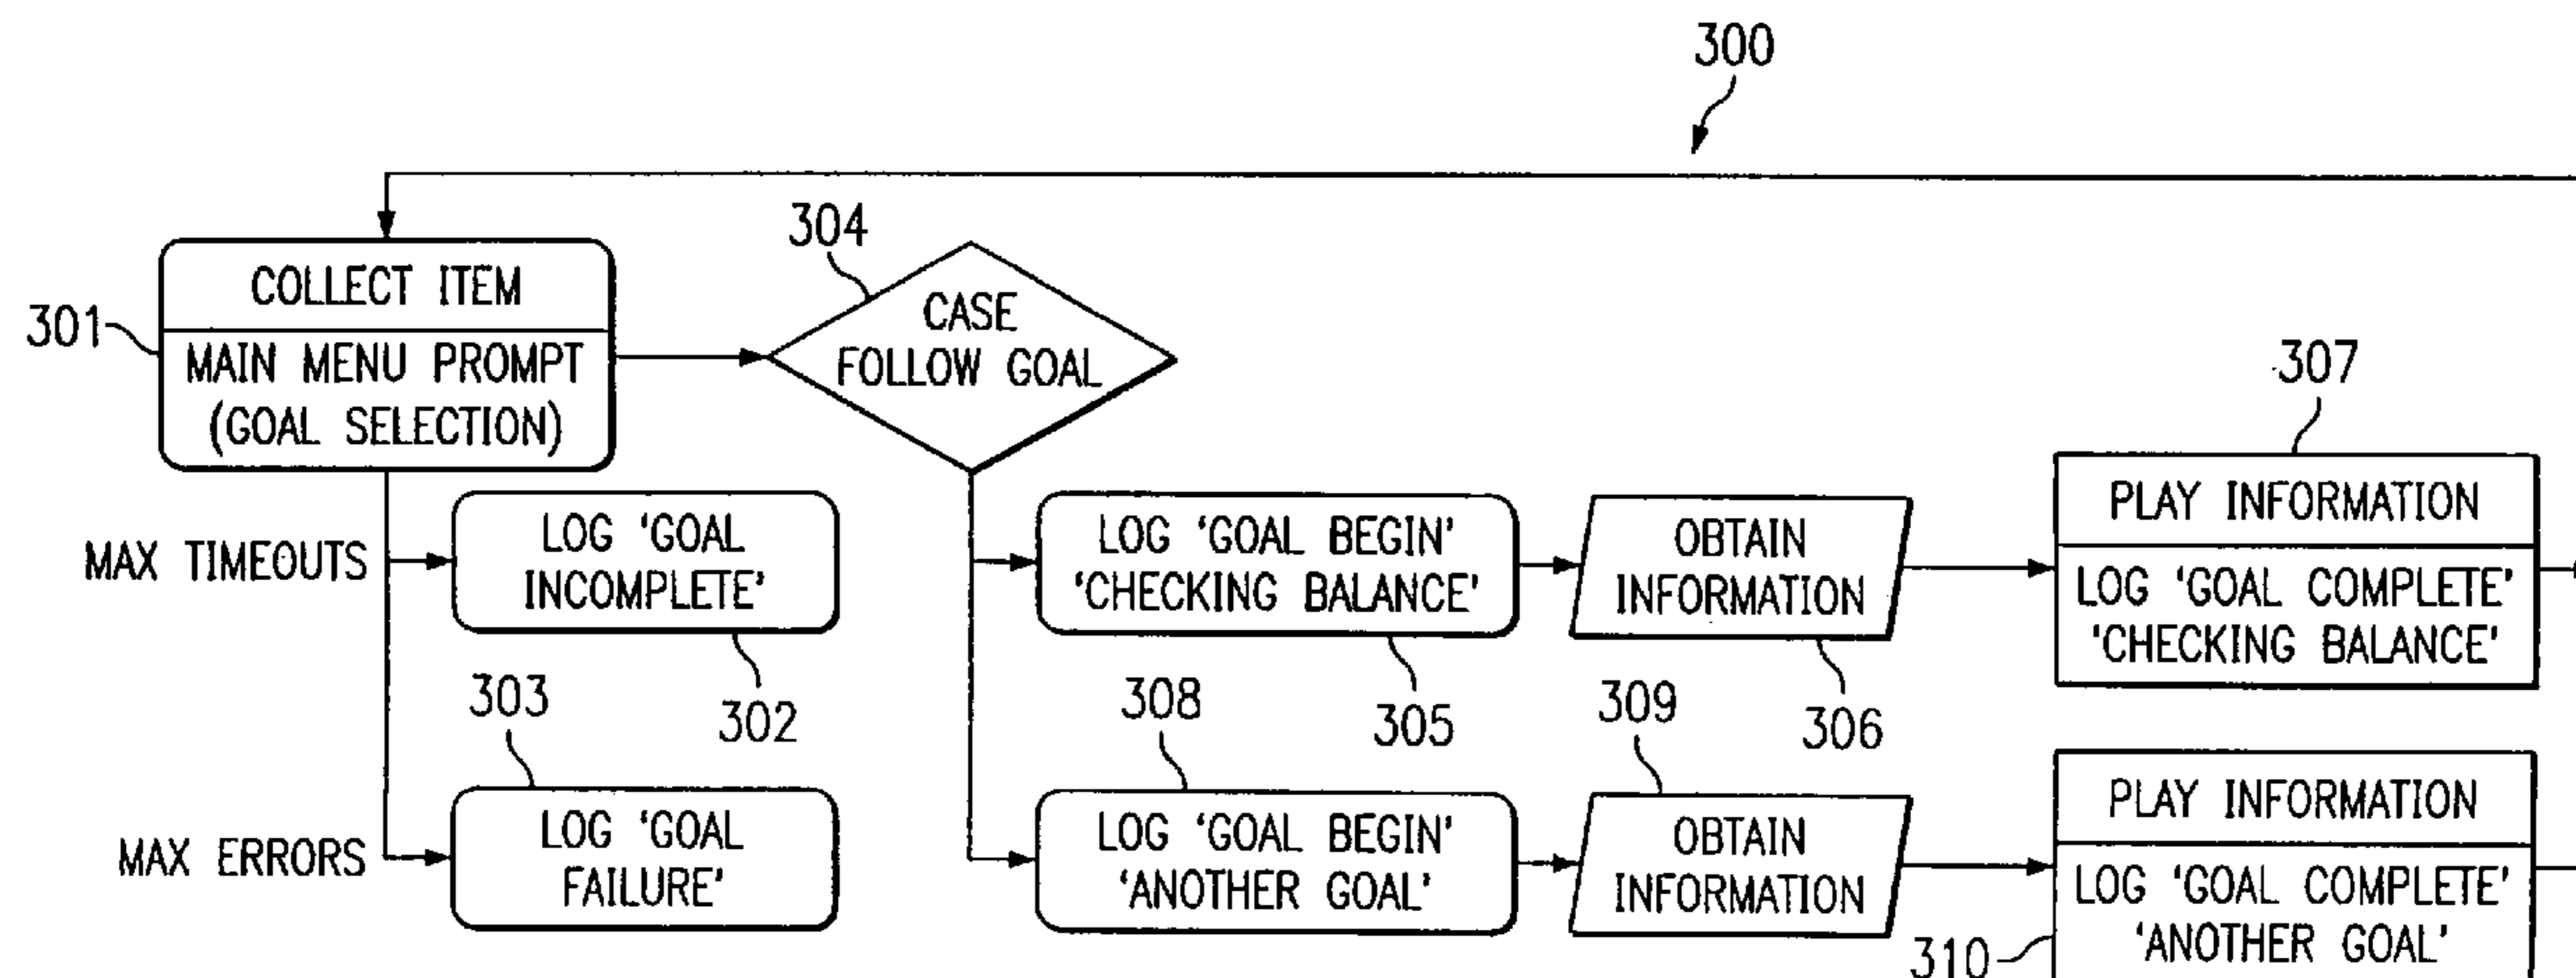 300
304
COLLECT ITEM
301
MAIN MENU PROMPT
(GOAL SELECTION)
CASE
FOLLOW GOAL
307
MAX TIMEOUTS
LOG 'GOAL
INCOMPLETE'
302
LOG 'GOAL BEGIN'
'CHECKING BALANCE'
305
OBTAIN
INFORMATION
306
PLAY INFORMATION
LOG 'GOAL COMPLETE'
'CHECKING BALANCE'
303
MAX ERRORS
LOG 'GOAL
FAILURE'
308
LOG 'GOAL BEGIN'
'ANOTHER GOAL'
309
OBTAIN
INFORMATION
PLAY INFORMATION
LOG 'GOAL COMPLETE'
'ANOTHER GOAL'
310